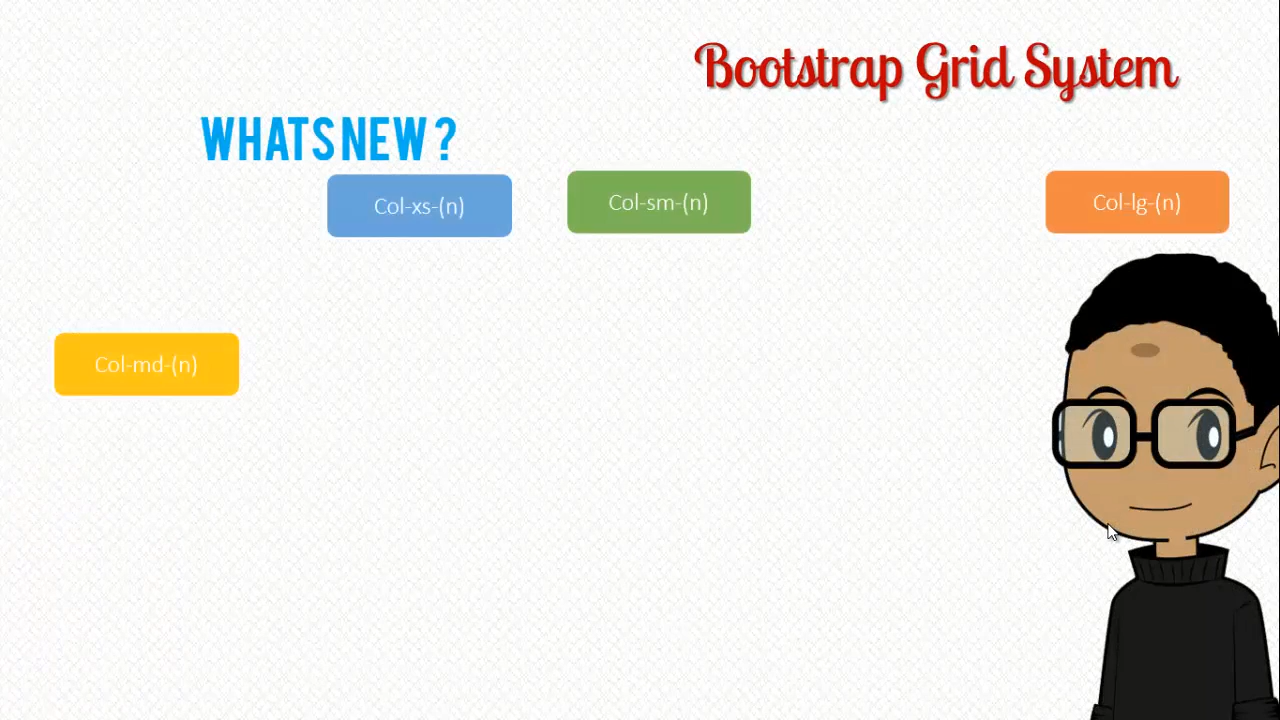 Bootstrap Grid System
WHATS NEW ?
Col-xs-(n)
Col-sm-(n)
Col-lg-(n)
Col-md-(n)